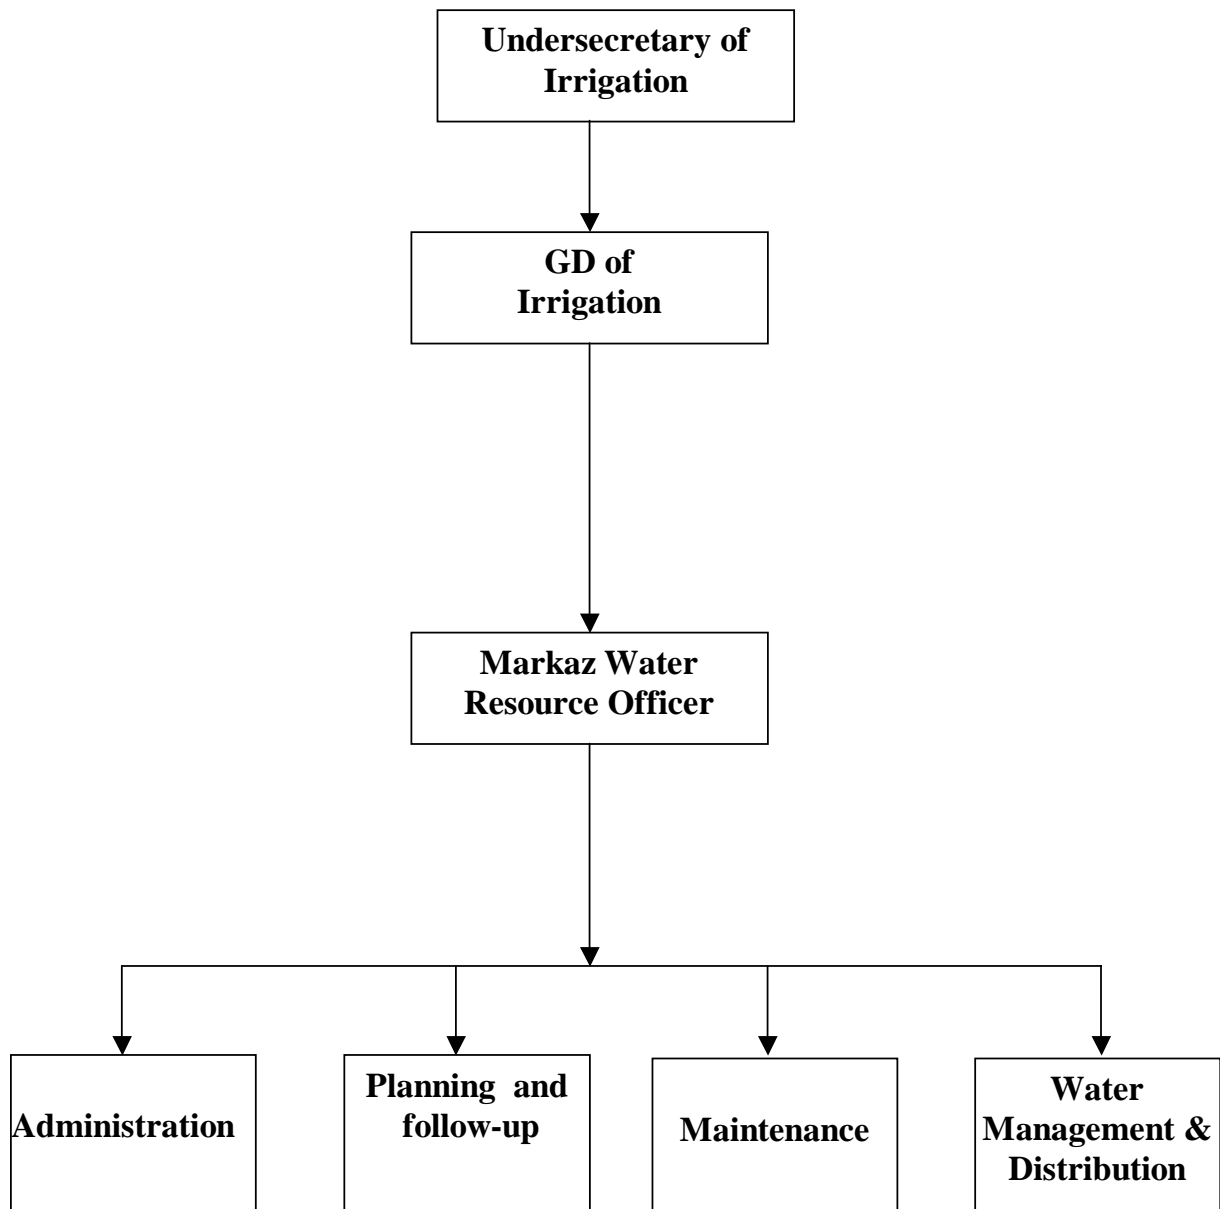 Undersecretary of
Irrigation
GD of
Irrigation
Markaz Water
Resource Officer
Administration
Planning and
follow-up
Maintenance
Water
Management &
Distribution